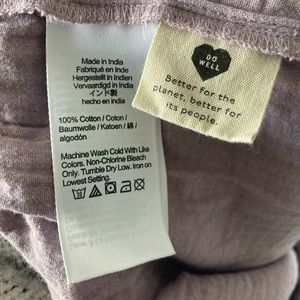 Made in India
Fabriqué en Inde
Hergestellt in Indien
Vervaardigd in India
インド製
hecho en india
100% Cotton / Coton /
Baumwolle / Katoen / 綿 /
algodón
Machine Wash Cold With Like
Colors. Non-Chlorine Bleach
Only. Tumble Dry Low. Iron on
Lowest Setting.
DO
WELL
Better for the
planet, better for
its people.